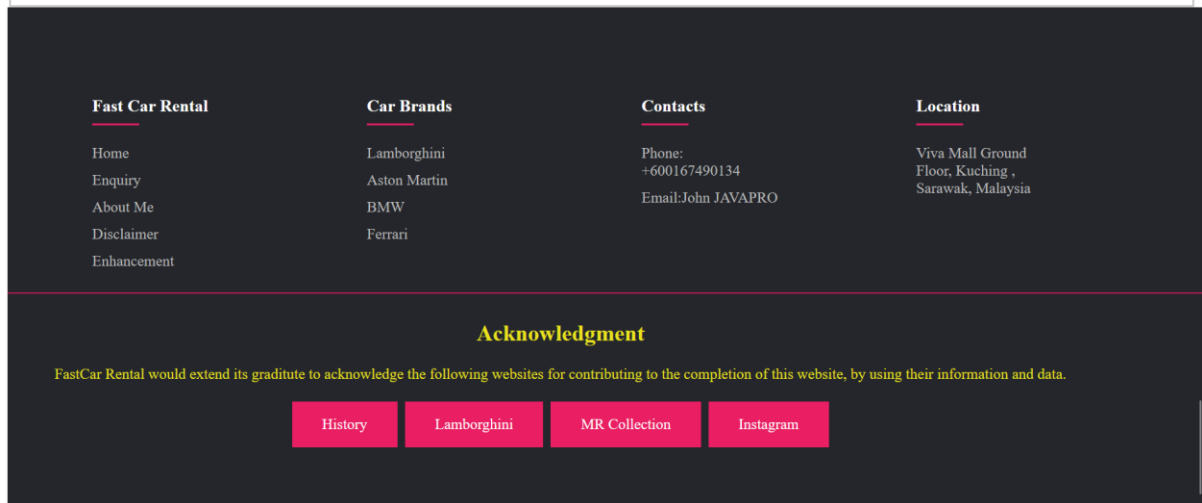 Fast Car Rental
Home
Enquiry
About Me
Disclaimer
Enhancement
Car Brands
Lamborghini
Aston Martin
BMW
Ferrari
Contacts
Phone:
+600167490134
Email:John JAVAPRO
Location
Viva Mall Ground
Floor, Kuching ,
Sarawak, Malaysia
Acknowledgment
FastCar Rental would extend its graditute to acknowledge the following websites for contributing to the completion of this website, by using their information and data.
History
Lamborghini
MR Collection
Instagram